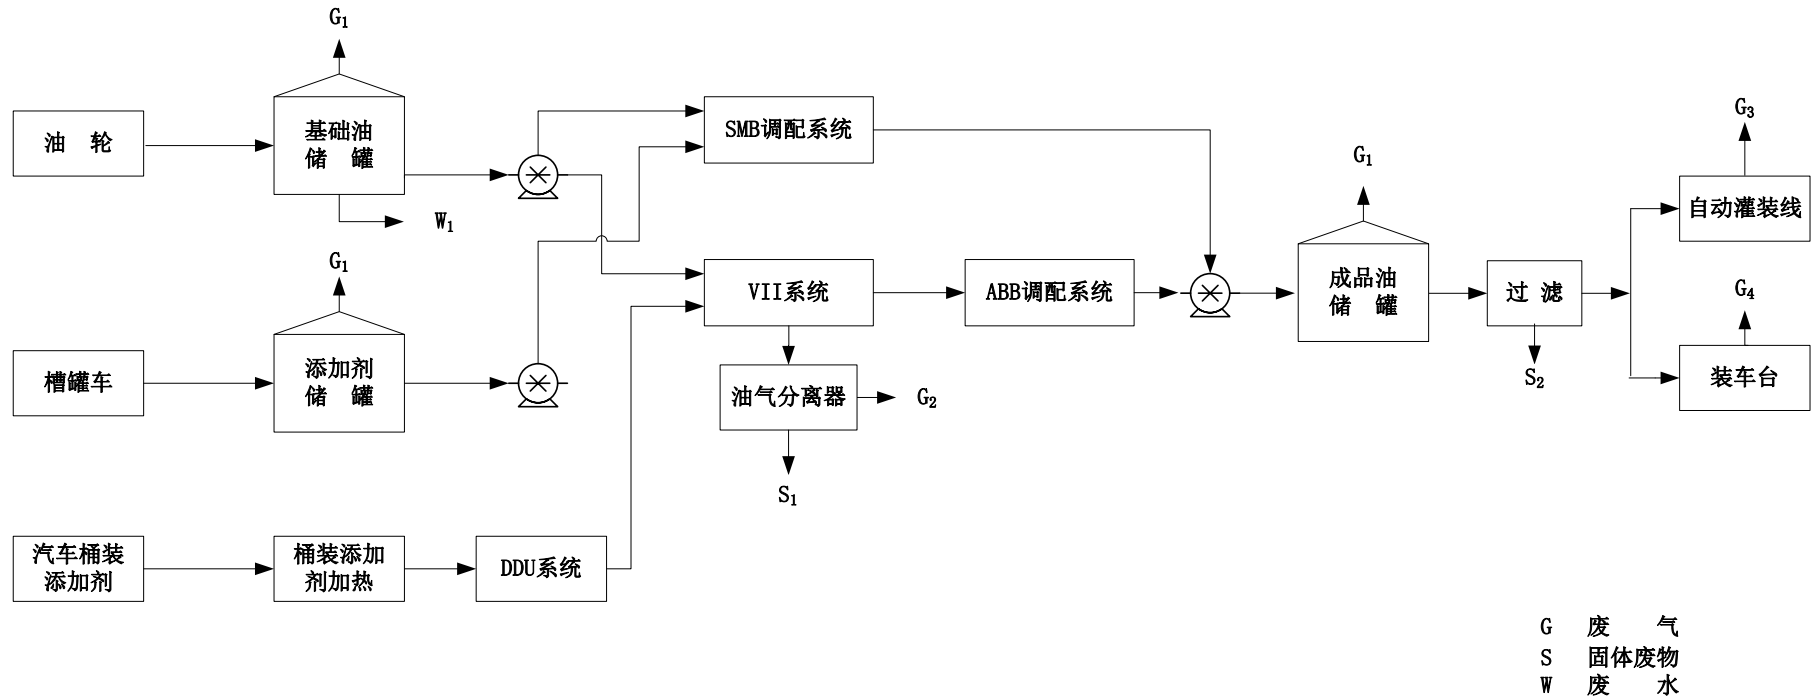 G1
油 轮
基础油
储 罐
W1
SMB调配系统
G1
槽罐车
添加剂
储 罐
VII系统
ABB调配系统
油气分离器
G2
S1
汽车桶装
添加剂
桶装添加
剂加热
DDU系统
G1
成品油
储 罐
过 滤
S2
G3
自动灌装线
G4
装车台
G 废 气
S 固体废物
W 废 水